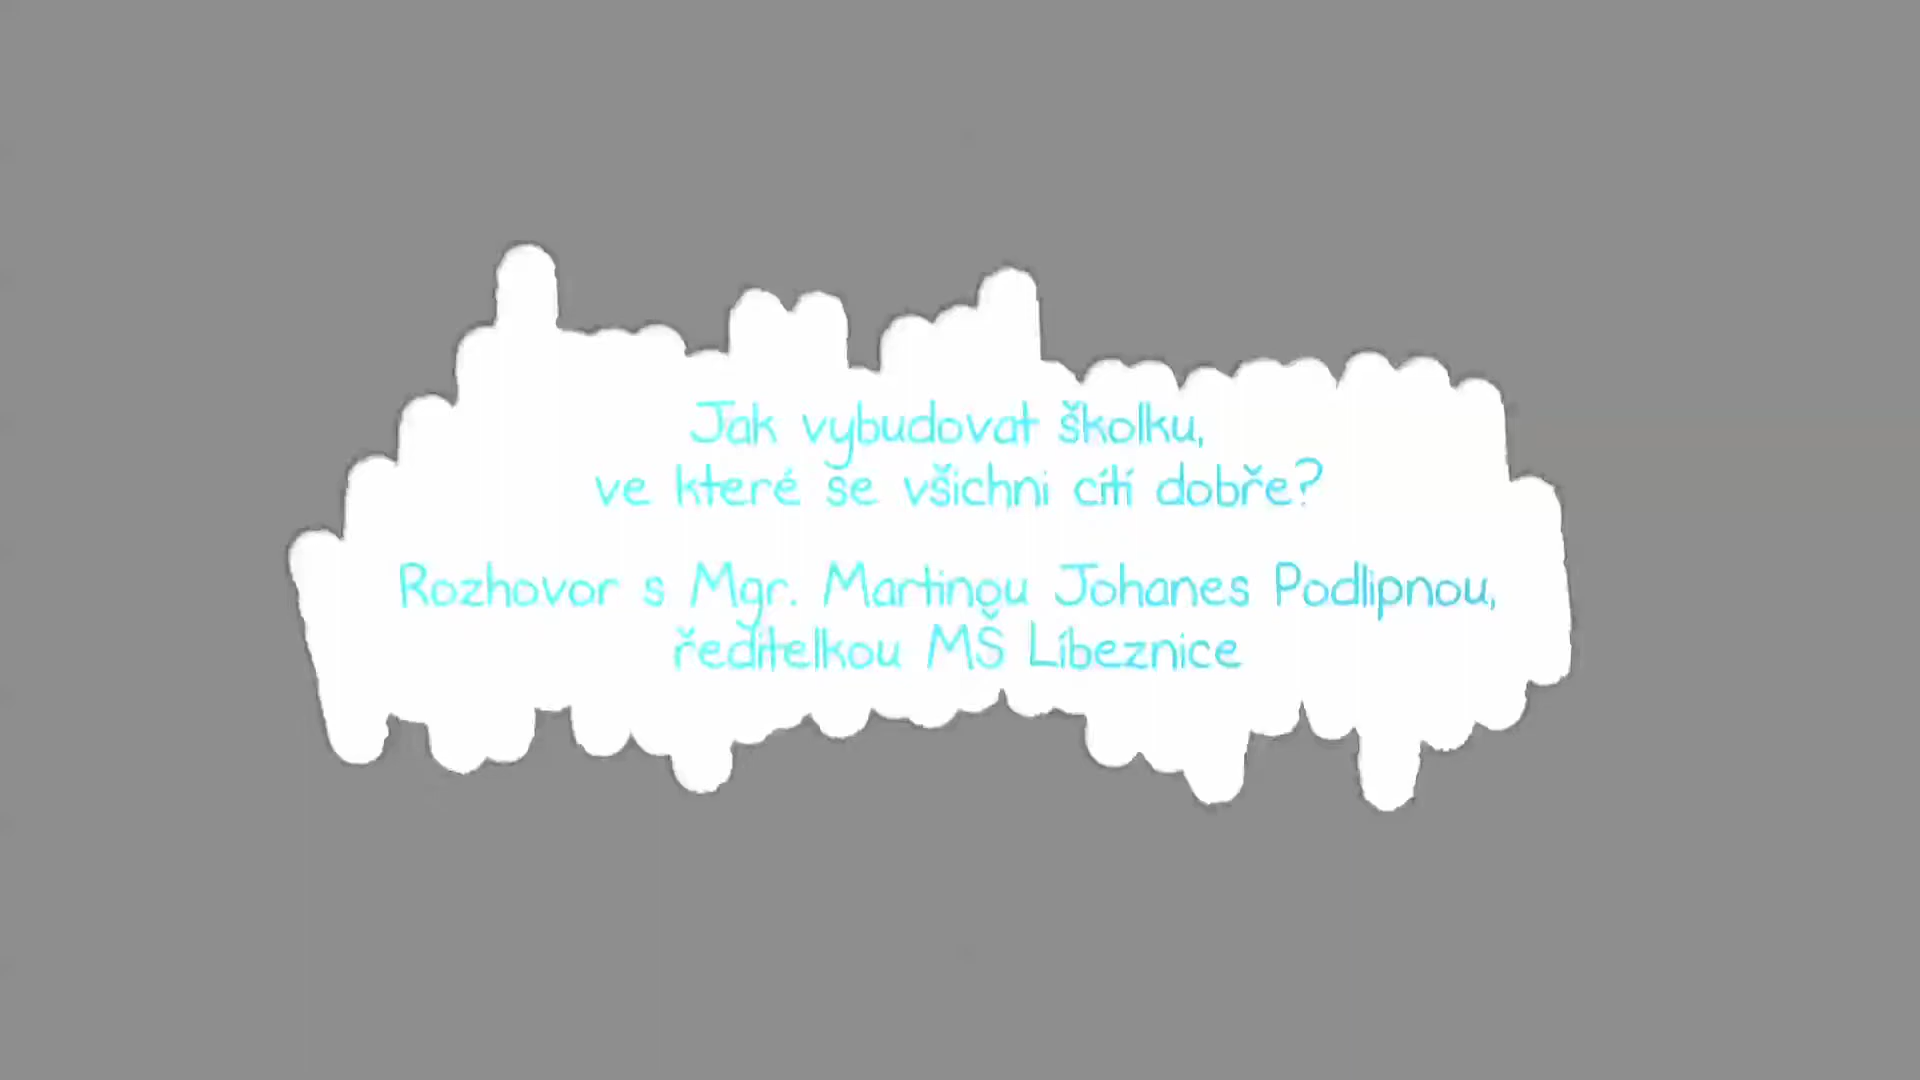 Jak vybudovat školku,
ve které se všichni cítí dobře?
Rozhovor s Mgr. Martinou Johanes Podlipnou,
ředitelkou MŠ Líbeznice